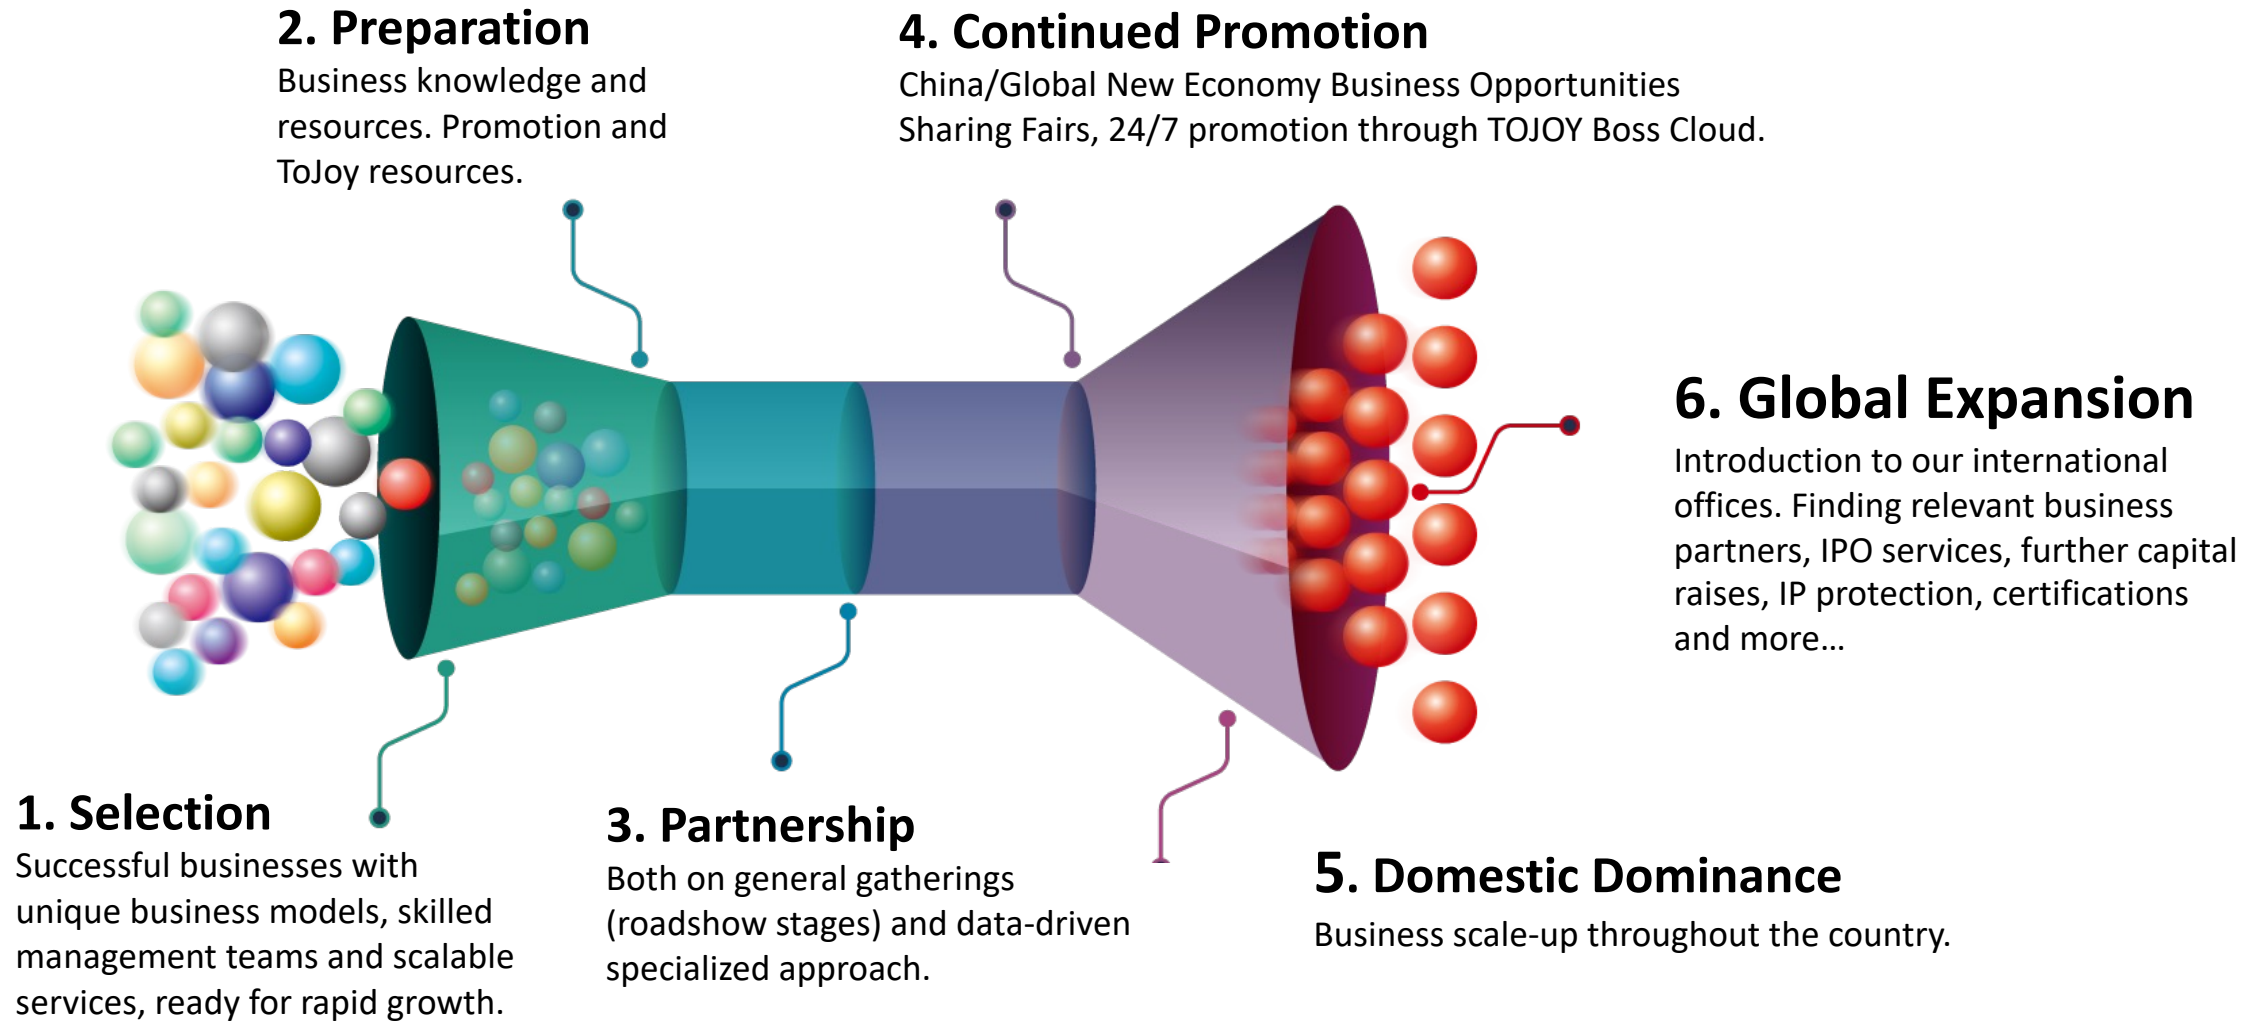 2. Preparation
Business knowledge and
resources. Promotion and
ToJoy resources.
4. Continued Promotion
China/Global New Economy Business Opportunities
Sharing Fairs, 24/7 promotion through TOJOY Boss Cloud.
6. Global Expansion
Introduction to our international
offices. Finding relevant business
partners, IPO services, further capital
raises, IP protection, certifications
and more...
1. Selection
Successful businesses with
unique business models, skilled
management teams and scalable
services, ready for rapid growth.
3. Partnership
Both on general gatherings
(roadshow stages) and data-driven
specialized approach.
5. Domestic Dominance
Business scale-up throughout the country.